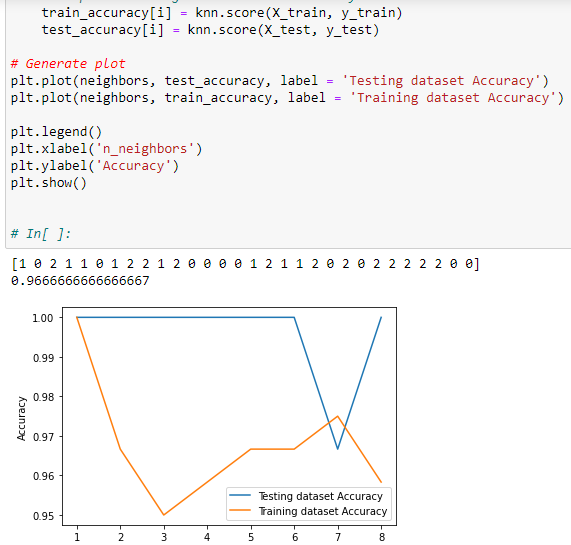 train_accuracy[i] = knn.score(X_train, y_train)
test_accuracy[i] = knn.score(X_test, y_test)
# Generate plot
plt.plot(neighbors, test_accuracy, label = 'Testing dataset Accuracy')
plt.plot(neighbors, train_accuracy, label = 'Training dataset Accuracy')
plt.legend()
plt.xlabel('n_neighbors')
plt.ylabel('Accuracy')
plt.show()
# In[ ]:
[1 0 2 1 1 0 1 2 2 1 2 0 0 0 0 1 2 1 1 2 0 2 0 2 2 2 2 2 0 0]
0.9666666666666667
1.00
0.99
0.98
0.97
0.96
0.95
Accuracy
Testing dataset Accuracy
Training dataset Accuracy
1 2 3 4 5 6 7 8